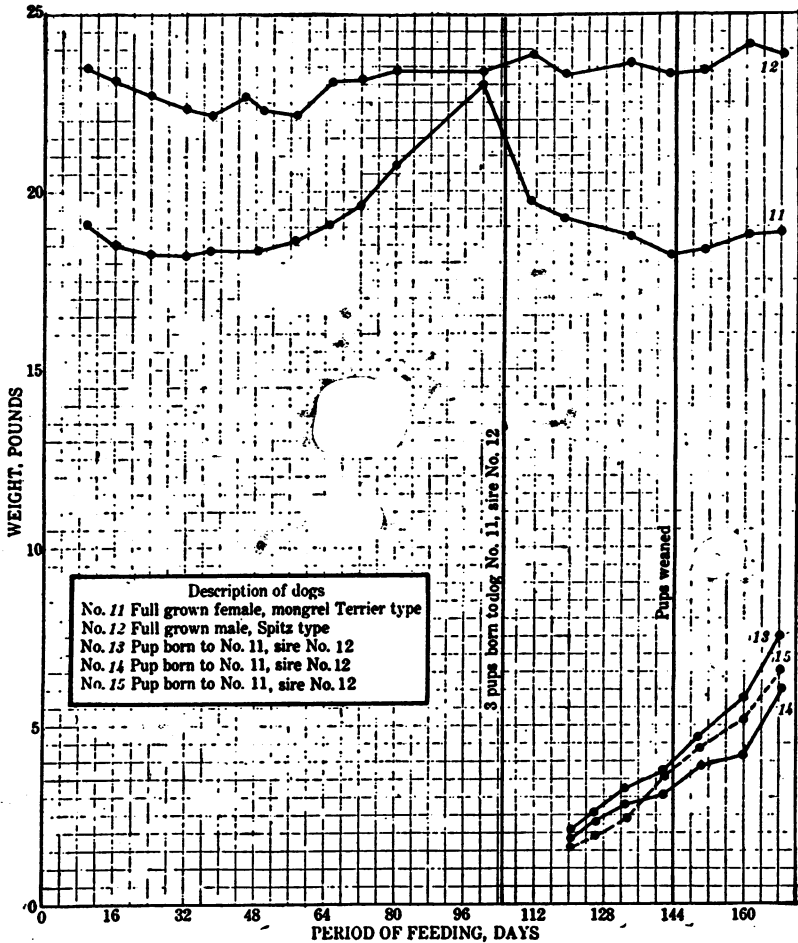 25
20
15
10
5
0
WEIGHT. POUNDS
12
11
3 pups born to dog No. 11, sire No. 12
Pups weaned
Description of dogs
No. 11 Full grown female, mongrel Terrier type
No. 12 Full grown male, Spitz type
No. 13 Pup born to No. 11, sire No. 12
No. 14 Pup born to No. 11, sire No. 12
No. 15 Pup born to No. 11, sire No. 12
13
15
14
0 16 32 48 64 80 96 112 128 144 160
PERIOD OF FEEDING, DAYS